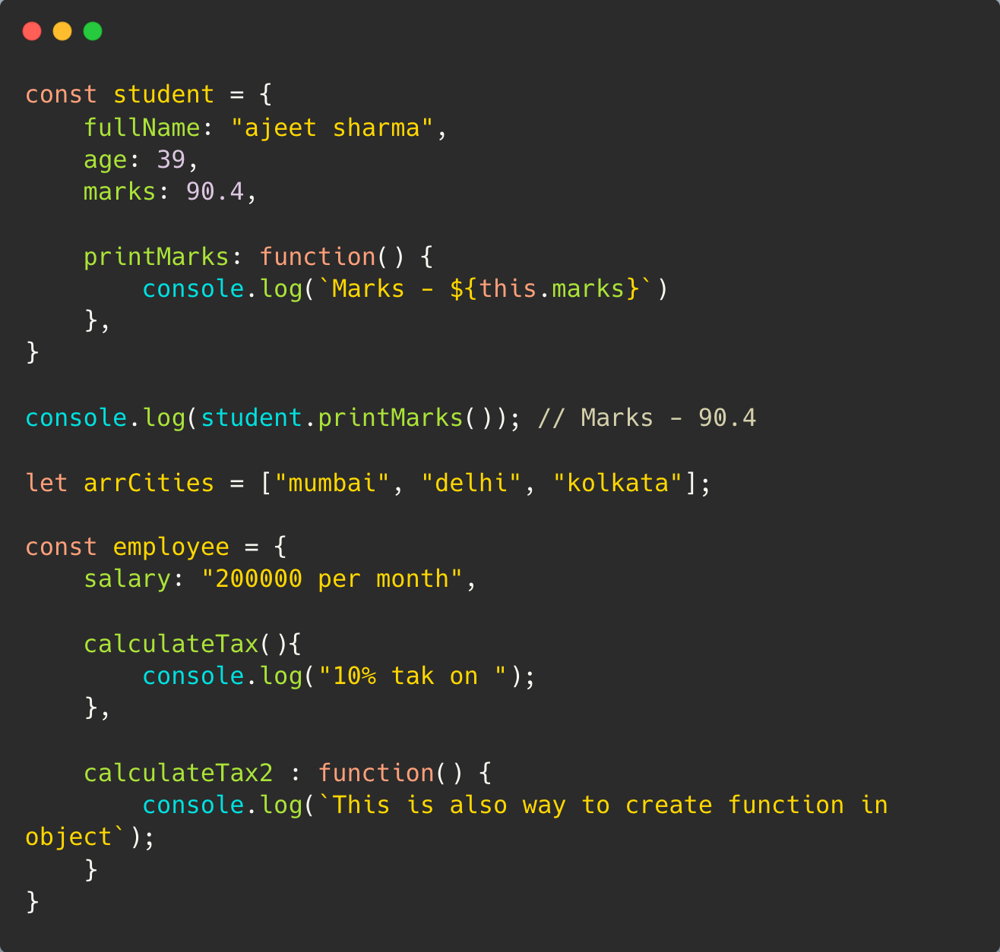 const student = {
    fullName: "ajeet sharma",
    age: 39,
    marks: 90.4,

    printMarks: function() {
        console.log(`Marks - ${this.marks}`)
    },
}

console.log(student.printMarks()); // Marks - 90.4

let arrCities = ["mumbai", "delhi", "kolkata"];

const employee = {
    salary: "200000 per month",

    calculateTax(){
        console.log("10% tak on ");
    },

    calculateTax2 : function() {
        console.log(`This is also way to create function in
object`);
    }
}